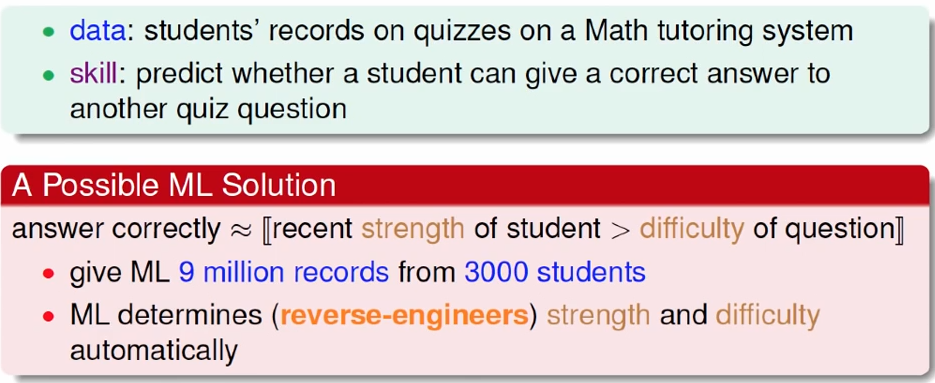 • data: students' records on quizzes on a Math tutoring system
• skill: predict whether a student can give a correct answer to
another quiz question
A Possible ML Solution
answer correctly ≈ ⟦recent strength of student > difficulty of question⟧
• give ML 9 million records from 3000 students
• ML determines (reverse-engineers) strength and difficulty
automatically